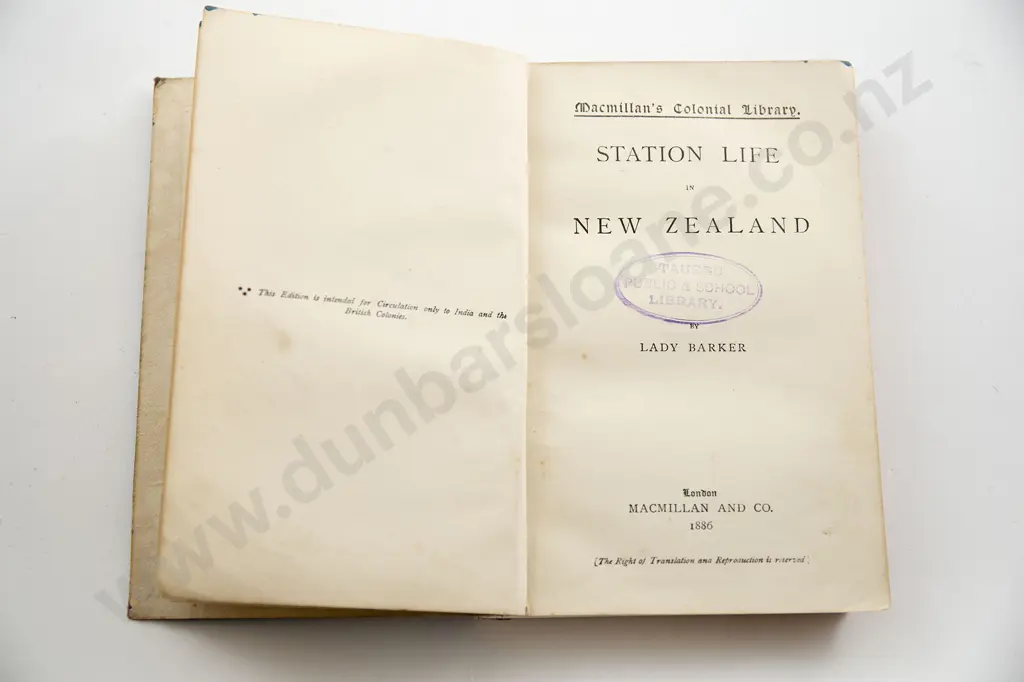 This Edition is intended for Circulation only to India and the
British Colonies.
Macmillan's Colonial Library.
STATION LIFE
IN
NEW ZEALAND
PUBLIC & SCHOOL
LIBRARY.
BY
LADY BARKER
London
MACMILLAN AND CO.
1886
[The Right of Translation and Reproduction is reserved]
www.dunbarsloane.co.nz